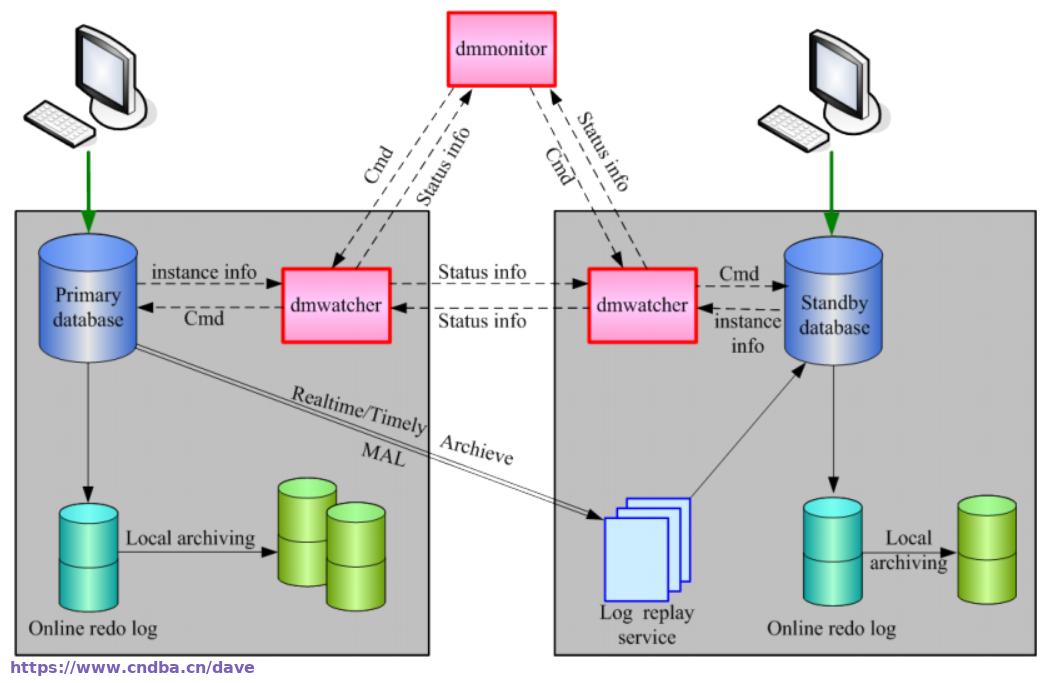 dmmonitor
Cmd
Status info
Cmd
Status info
Primary
database
instance info
Cmd
dmwatcher
Status info
Status info
dmwatcher
Cmd
instance
info
Standby
database
Realtime/Timely
Archieve
MAL
Local archiving
Online redo log
Log replay
service
Local
archiving
Online redo log
https://www.cndba.cn/dave